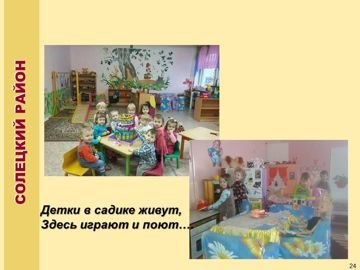 СОЛЕЦКИЙ РАЙОН
Детки в садике живут,
Здесь играют и поют….
24